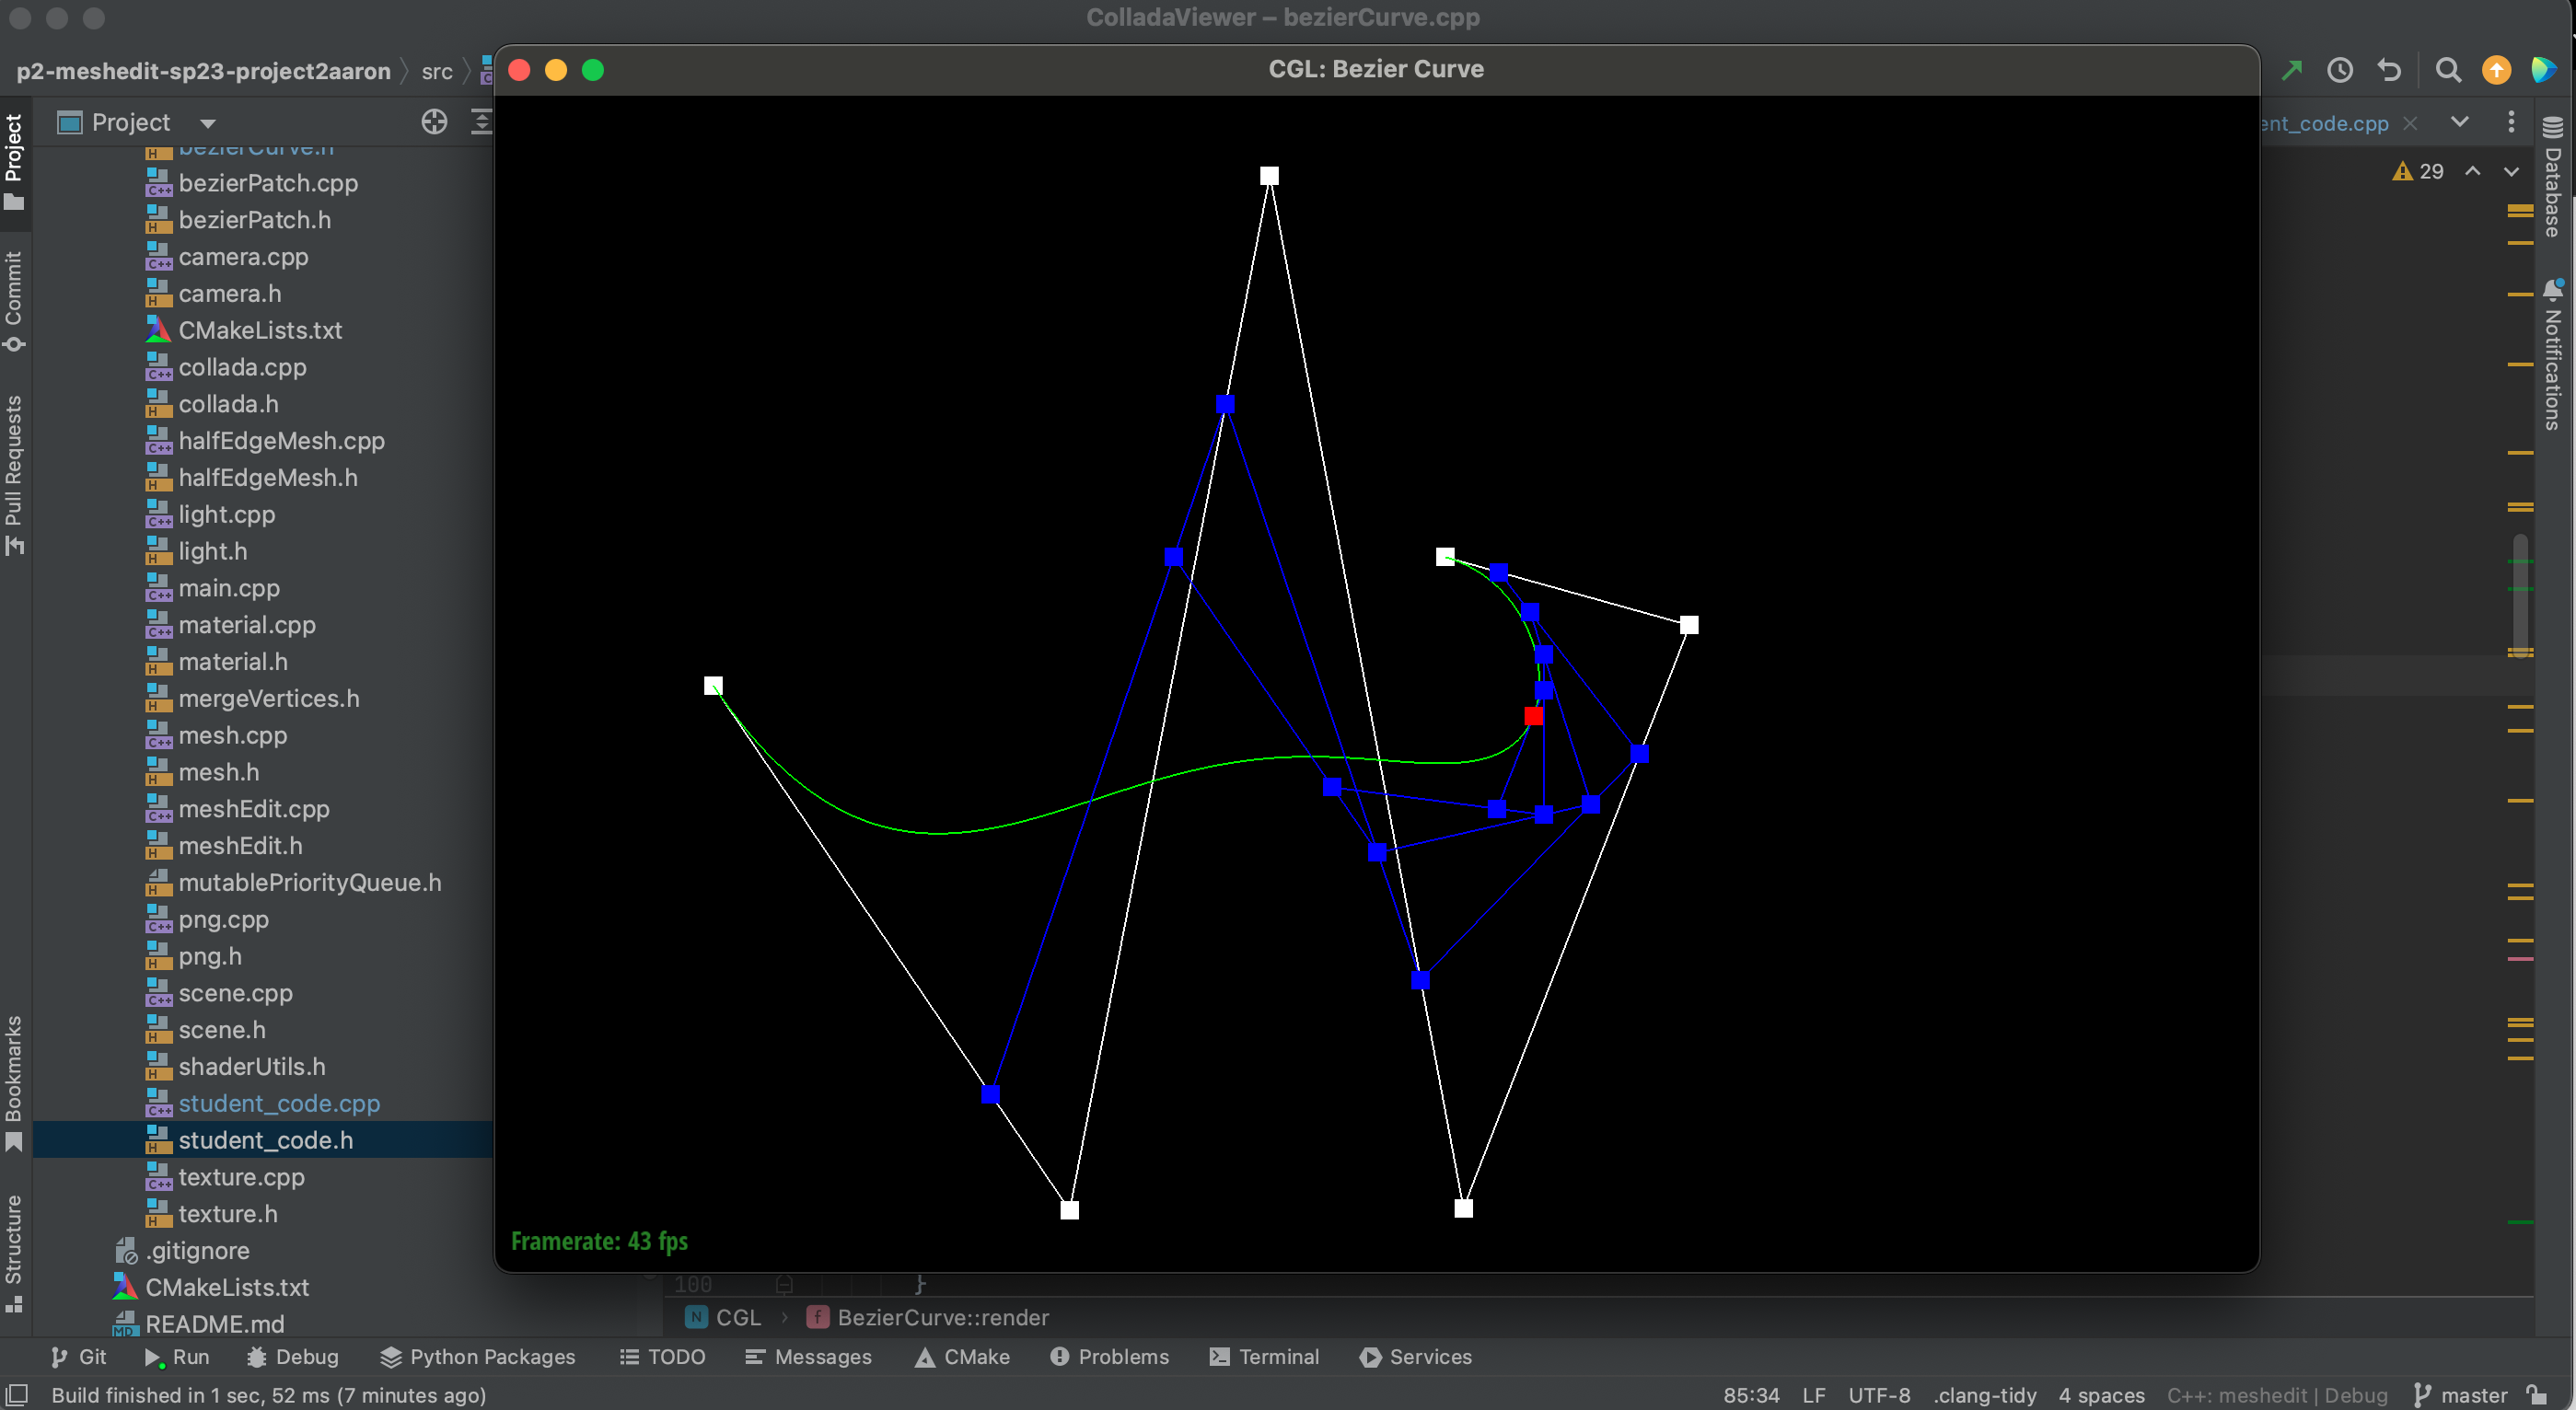 ColladaViewer – bezierCurve.cpp
p2-meshedit-sp23-project2aaron
src
CGL: Bezier Curve
Project
ent_code.cpp
29
Project
Commit
Pull Requests
Bookmarks
Structure
Database
Notifications
bezierCurve.h
bezierPatch.cpp
bezierPatch.h
camera.cpp
camera.h
CMakeLists.txt
collada.cpp
collada.h
halfEdgeMesh.cpp
halfEdgeMesh.h
light.cpp
light.h
main.cpp
material.cpp
material.h
mergeVertices.h
mesh.cpp
mesh.h
meshEdit.cpp
meshEdit.h
mutablePriorityQueue.h
png.cpp
png.h
scene.cpp
scene.h
shaderUtils.h
student_code.cpp
student_code.h
texture.cpp
texture.h
.gitignore
CMakeLists.txt
README.md
Framerate: 43 fps
100 }
CGL BezierCurve::render
Git Run Debug Python Packages TODO Messages CMake Problems Terminal Services
Build finished in 1 sec, 52 ms (7 minutes ago) 85:34 LF UTF-8 .clang-tidy 4 spaces C++: meshedit | Debug master